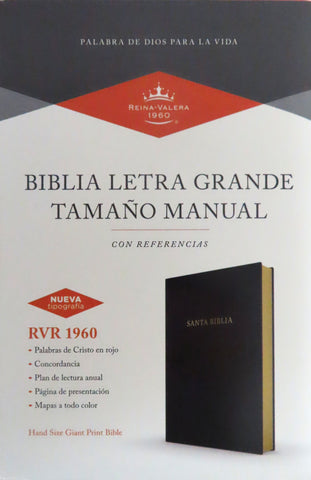 PALABRA DE DIOS PARA LA VIDA
REINA-VALERA
1960
®
BIBLIA LETRA GRANDE
TAMAÑO MANUAL
CON REFERENCIAS
NUEVA
tipografía
RVR 1960
• Palabras de Cristo en rojo
• Concordancia
• Plan de lectura anual
• Página de presentación
• Mapas a todo color
Hand Size Giant Print Bible
SANTA BIBLIA